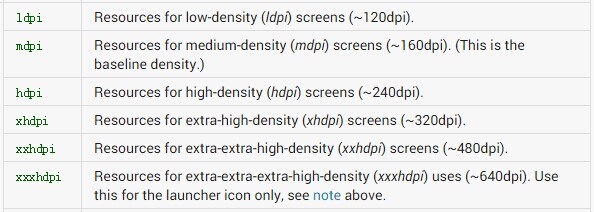 ldpi Resources for low-density (ldpi) screens (~120dpi).
mdpi Resources for medium-density (mdpi) screens (~160dpi). (This is the
baseline density.)
hdpi Resources for high-density (hdpi) screens (~240dpi).
xhdpi Resources for extra-high-density (xhdpi) screens (~320dpi).
xxhdpi Resources for extra-extra-high-density (xxhdpi) screens (~480dpi).
xxxhdpi Resources for extra-extra-extra-high-density (xxxhdpi) uses (~640dpi). Use
this for the launcher icon only, see note above.